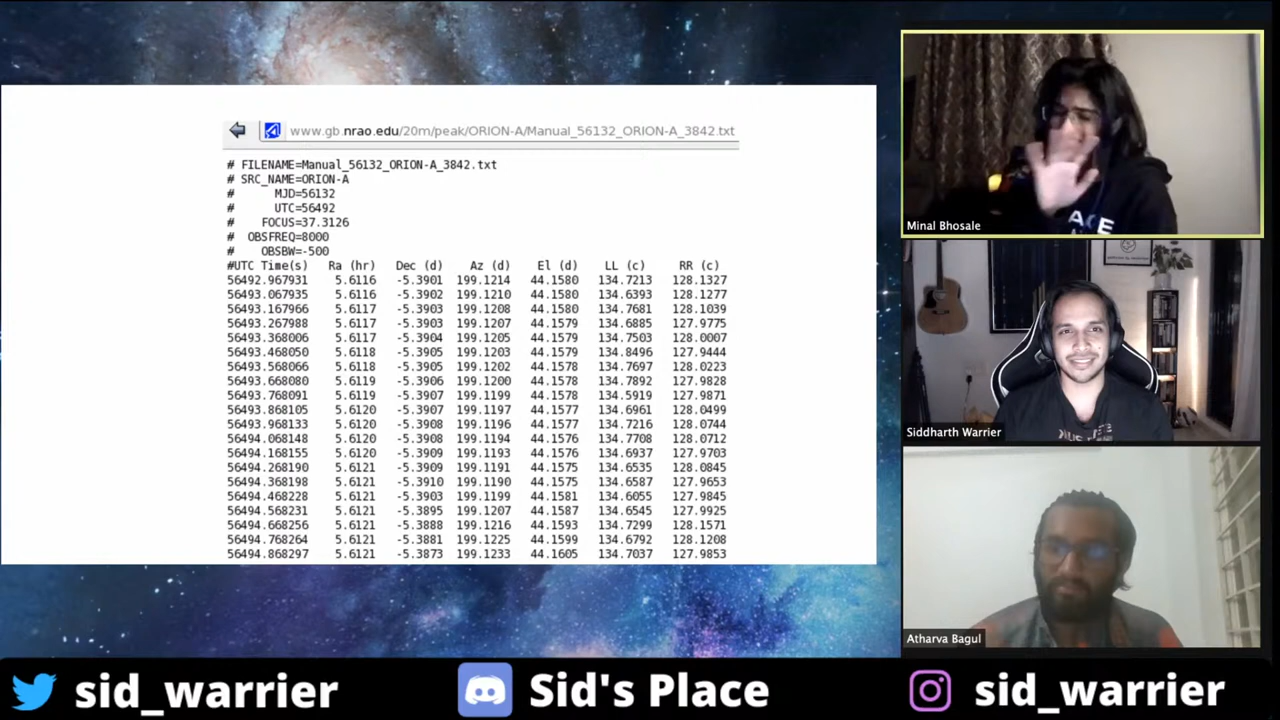 www.gb.nrao.edu/20m/peak/ORION-A/Manual_56132_ORION-A_3842.txt
# FILENAME=Manual_56132_ORION-A_3842.txt
# SRC_NAME=ORION-A
# MJD=56132
# UTC=56492
# FOCUS=37.3126
# OBSFREQ=8000
# OBSBW=-500
#UTC Time(s) Ra (hr) Dec (d) Az (d) El (d) LL (c) RR (c)
56492.967931 5.6116 -5.3901 199.1214 44.1580 134.7213 128.1327
56493.067935 5.6116 -5.3902 199.1210 44.1580 134.6393 128.1277
56493.167966 5.6117 -5.3903 199.1208 44.1580 134.7681 128.1039
56493.267988 5.6117 -5.3903 199.1207 44.1579 134.6885 127.9775
56493.368006 5.6117 -5.3904 199.1205 44.1579 134.7503 128.0007
56493.468050 5.6118 -5.3905 199.1203 44.1579 134.8496 127.9444
56493.568066 5.6118 -5.3905 199.1202 44.1578 134.7697 128.0223
56493.668080 5.6119 -5.3906 199.1200 44.1578 134.7892 127.9828
56493.768091 5.6119 -5.3907 199.1199 44.1578 134.5919 127.9871
56493.868105 5.6120 -5.3907 199.1197 44.1577 134.6961 128.0499
56493.968133 5.6120 -5.3908 199.1196 44.1577 134.7216 128.0744
56494.068148 5.6120 -5.3908 199.1194 44.1576 134.7708 128.0712
56494.168155 5.6120 -5.3909 199.1193 44.1576 134.6937 127.9703
56494.268190 5.6121 -5.3909 199.1191 44.1575 134.6535 128.0845
56494.368198 5.6121 -5.3910 199.1190 44.1575 134.6587 127.9653
56494.468228 5.6121 -5.3903 199.1199 44.1581 134.6055 127.9845
56494.568231 5.6121 -5.3895 199.1207 44.1587 134.6545 127.9925
56494.668256 5.6121 -5.3888 199.1216 44.1593 134.7299 128.1571
56494.768264 5.6121 -5.3881 199.1225 44.1599 134.6792 128.1208
56494.868297 5.6121 -5.3873 199.1233 44.1605 134.7037 127.9853
Minal Bhosale
Siddharth Warrier
Atharva Bagul
sid_warrier
Sid's Place
sid_warrier